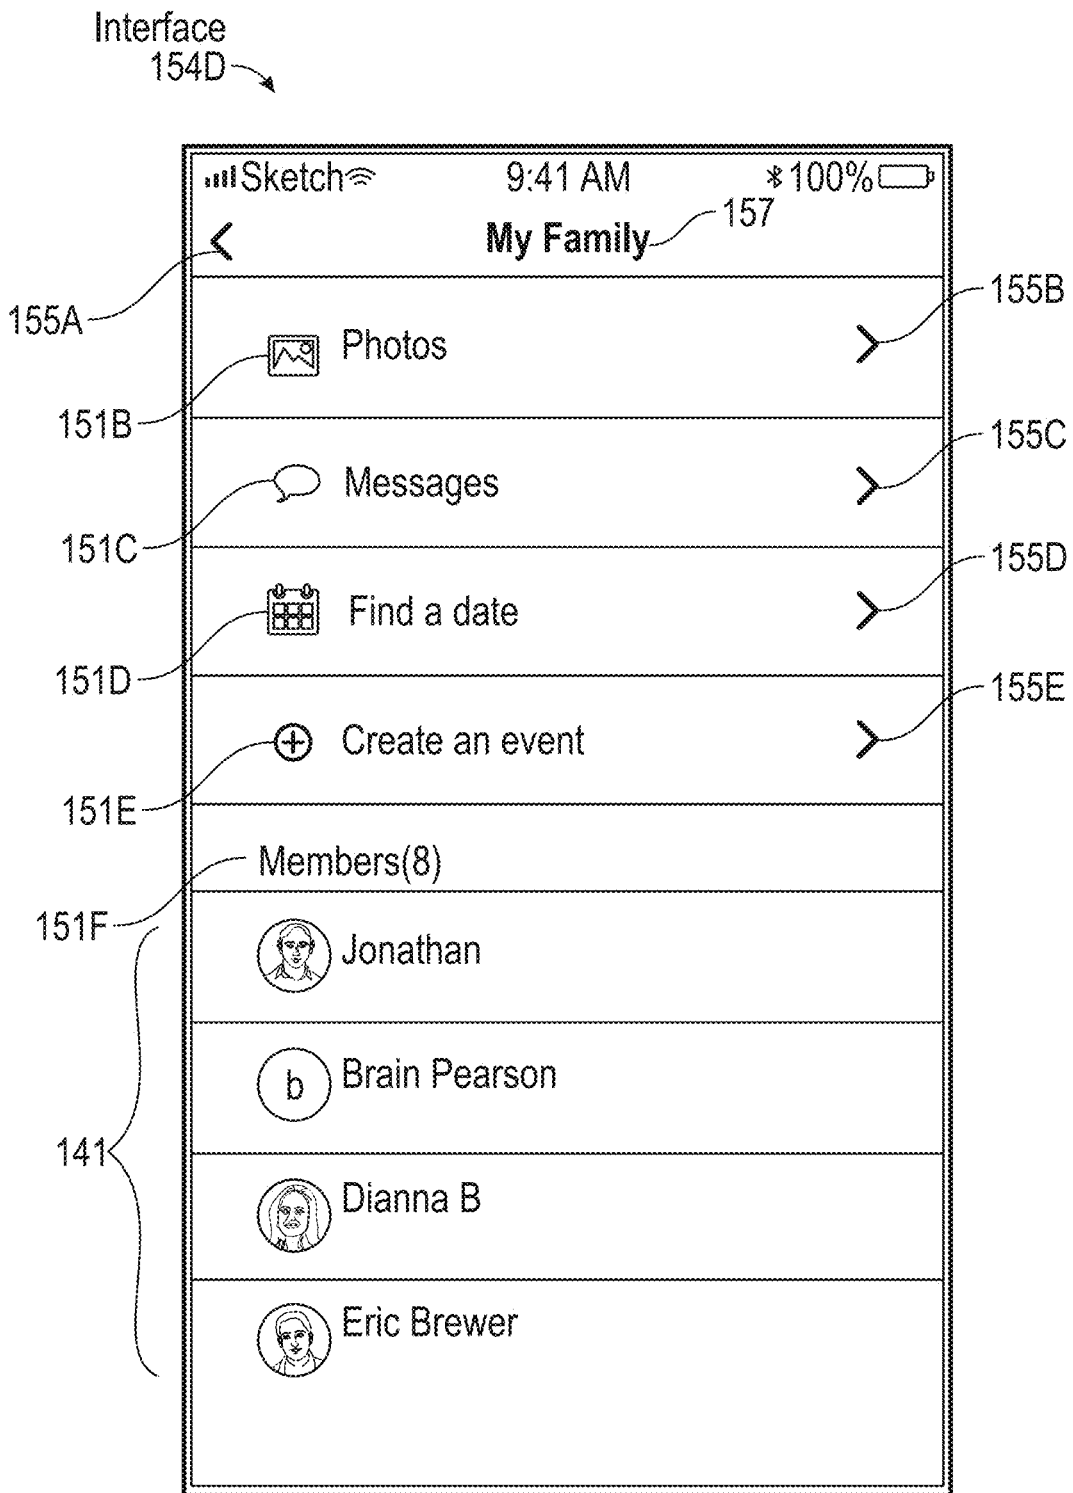 Interface
154D
Sketch 9:41 AM 100%
My Family 157
155A
155B
Photos
151B
155C
Messages
151C
155D
Find a date
151D
155E
Create an event
151E
Members(8)
151F
Jonathan
b Brain Pearson
141
Dianna B
Eric Brewer